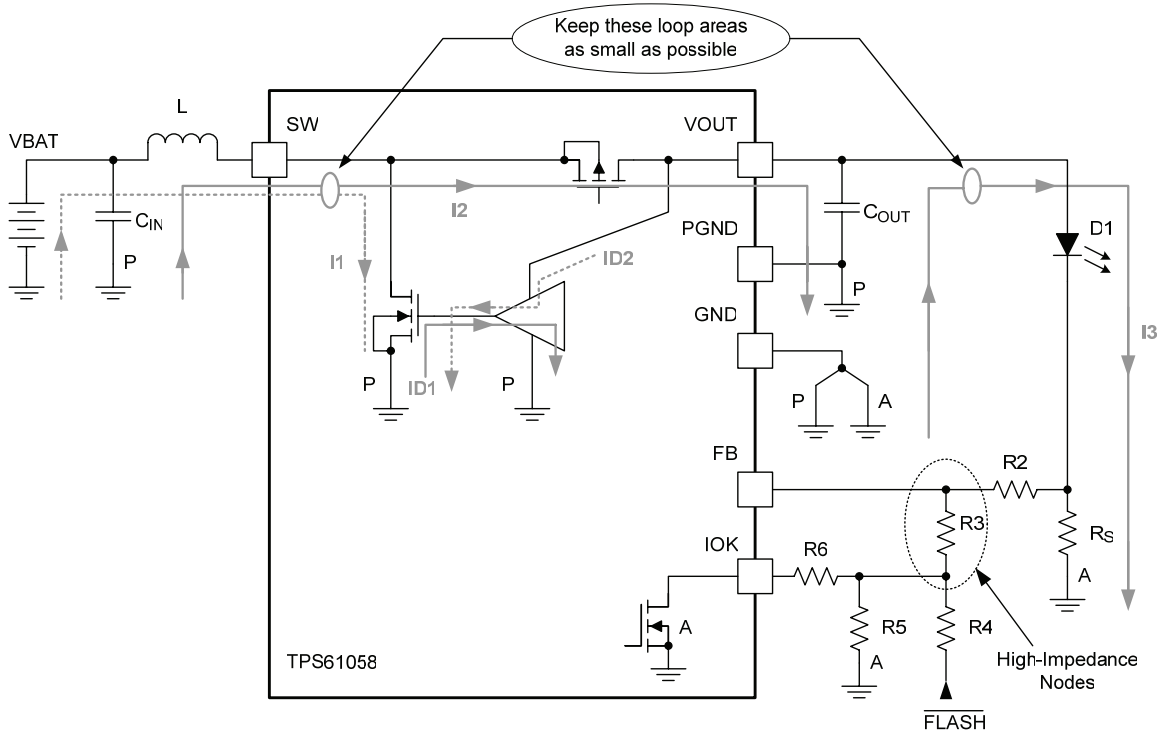 Keep these loop areas
as small as possible
L
SW
VOUT
VBAT
I2
CIN
COUT
PGND
D1
P
I1
ID2
P
GND
I3
P
ID1
P
P
A
FB
R2
R3
RS
IOK
R6
A
A
R5
R4
A
TPS61058
High-Impedance
Nodes
FLASH